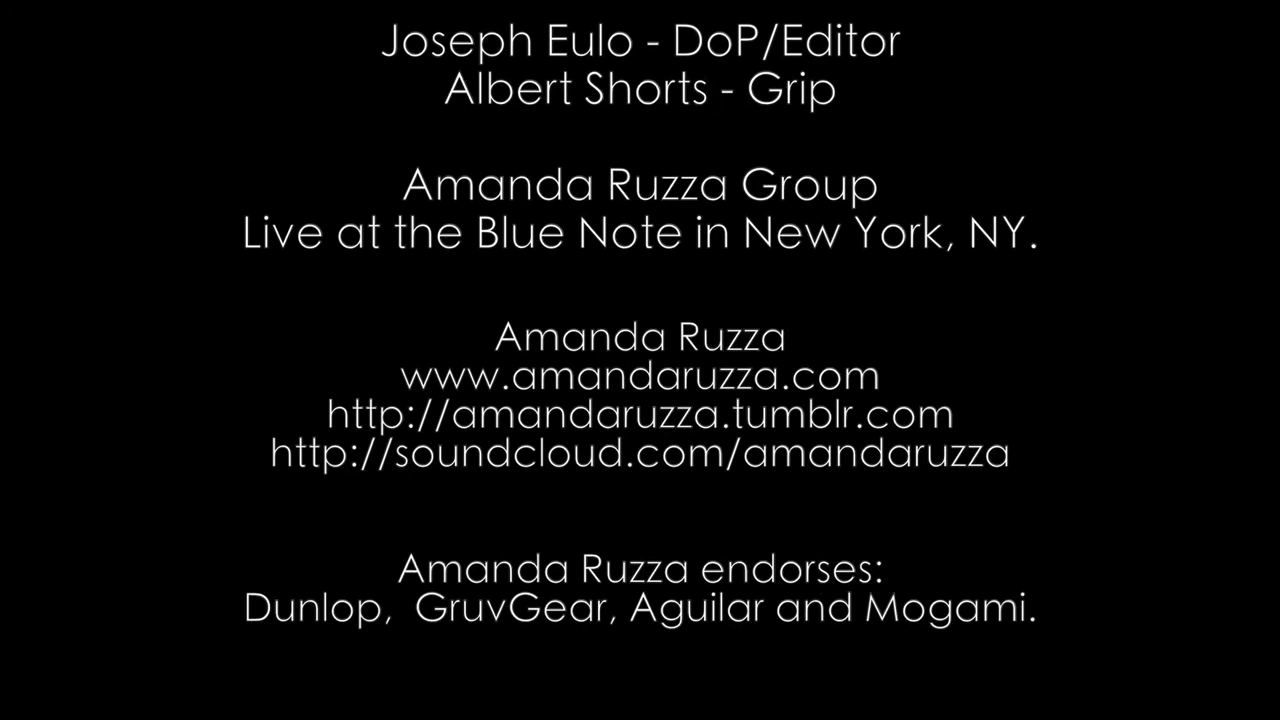 Joseph Eulo - DoP/Editor
Albert Shorts - Grip
Amanda Ruzza Group
Live at the Blue Note in New York, NY.
Amanda Ruzza
www.amandaruzza.com
http://amandaruzza.tumblr.com
http://soundcloud.com/amandaruzza
Amanda Ruzza endorses:
Dunlop,  GruvGear, Aguilar and Mogami.